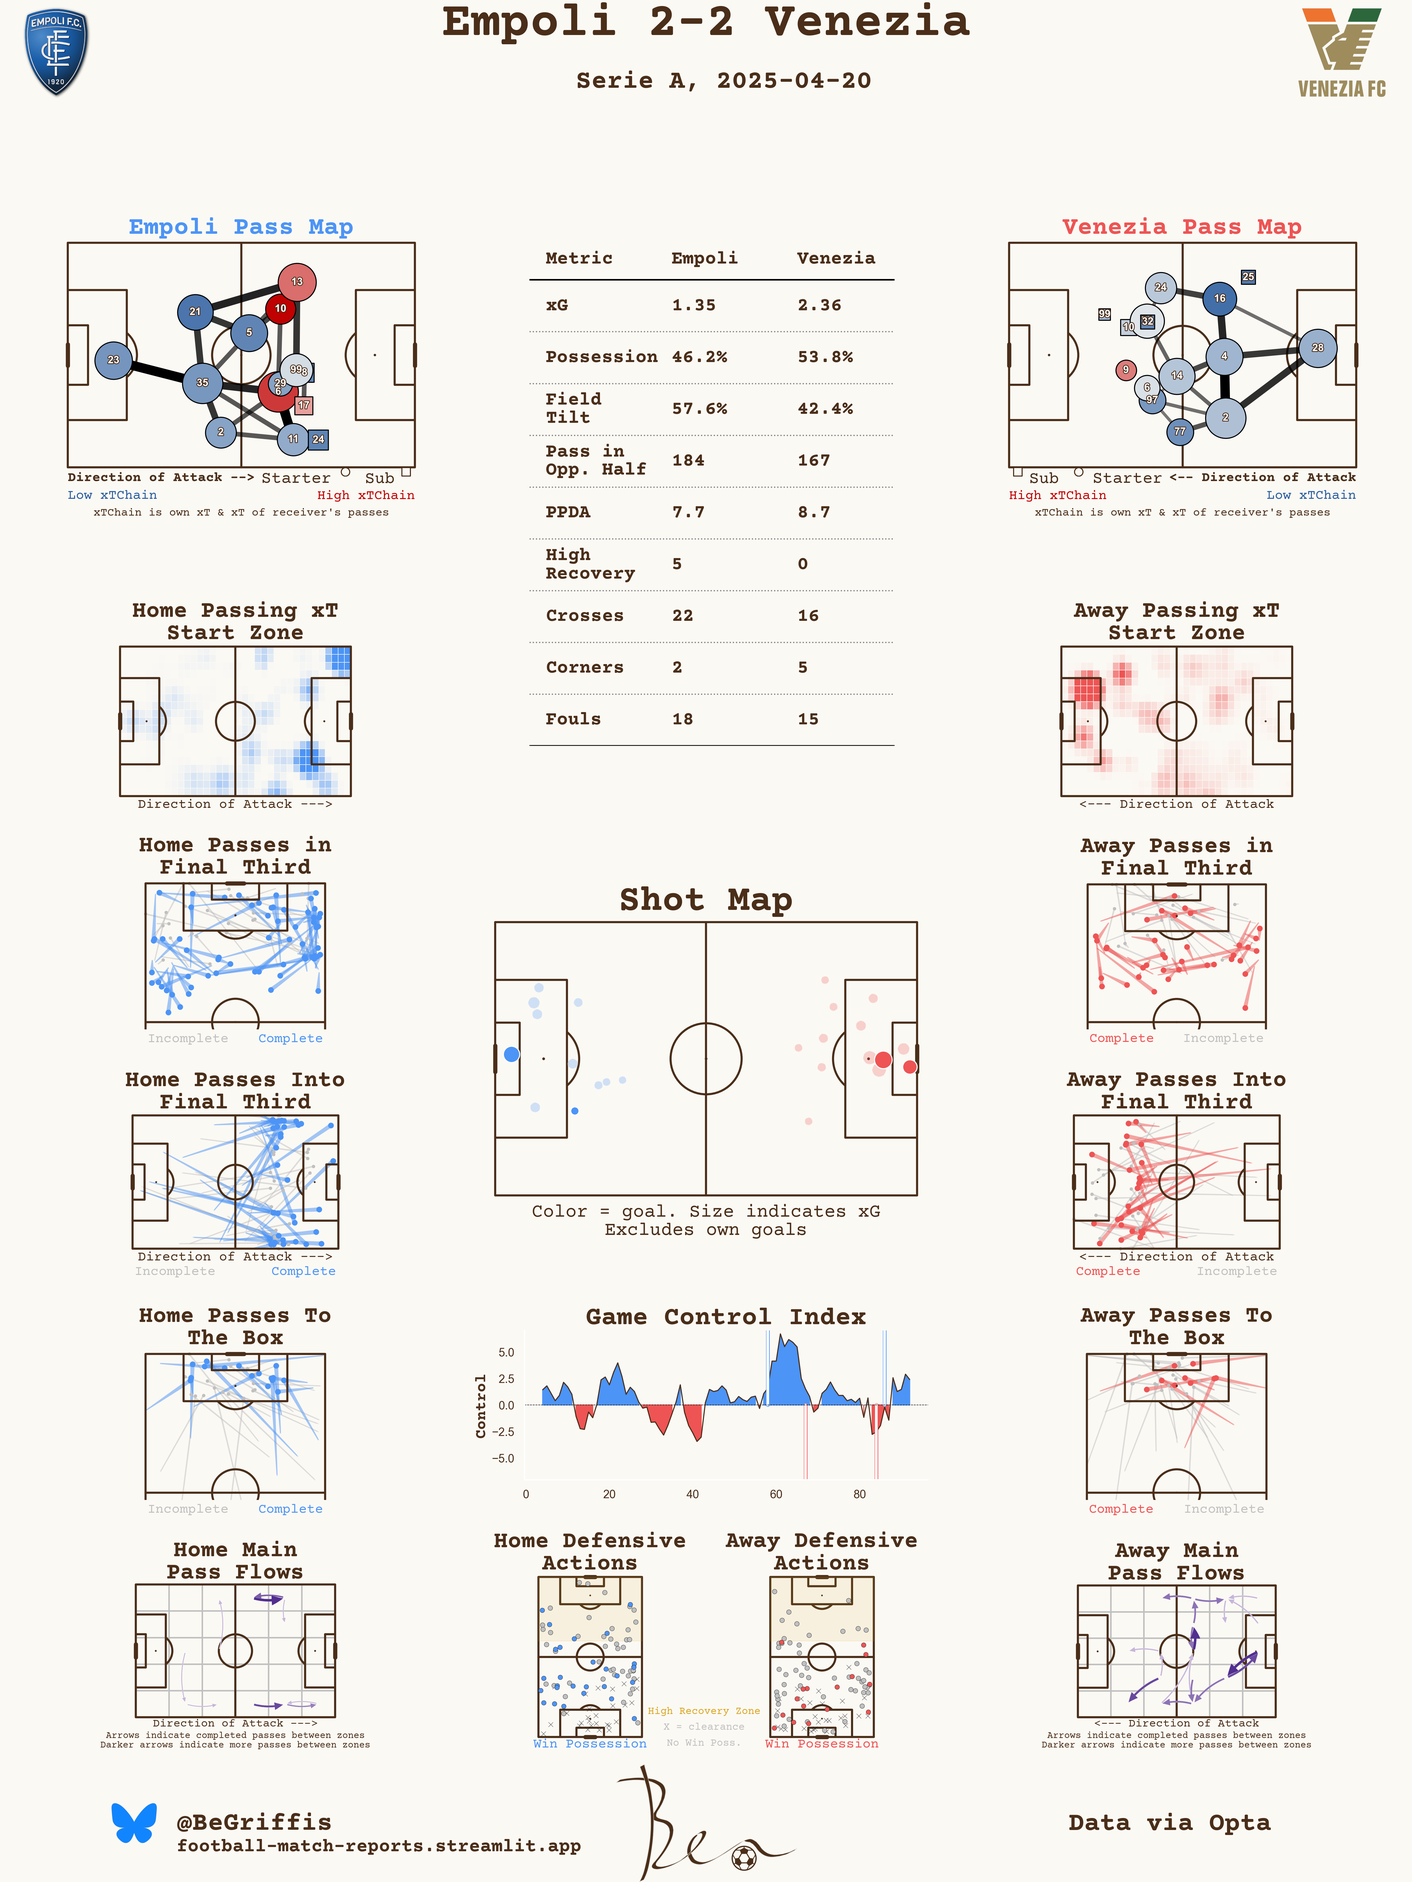 Empoli 2-2 Venezia
Serie A, 2025-04-20
EMPOLI F.C.
1920
VENEZIA FC
Empoli Pass Map
13
10
21
5
23
35
99
8
29
6
17
2
11
24
Direction of Attack --> Starter Sub
Low xTChain High xTChain
xTChain is own xT & xT of receiver's passes
Metric Empoli Venezia
xG 1.35 2.36
Possession 46.2% 53.8%
Field
Tilt 57.6% 42.4%
Pass in
Opp. Half 184 167
PPDA 7.7 8.7
High
Recovery 5 0
Crosses 22 16
Corners 2 5
Fouls 18 15
Venezia Pass Map
25
24
16
99
10
32
28
4
9
14
6
97
2
77
Sub Starter <-- Direction of Attack
High xTChain Low xTChain
xTChain is own xT & xT of receiver's passes
Home Passing xT
Start Zone
Direction of Attack --->
Away Passing xT
Start Zone
<--- Direction of Attack
Home Passes in
Final Third
Incomplete Complete
Away Passes in
Final Third
Complete Incomplete
Shot Map
Color = goal. Size indicates xG
Excludes own goals
Home Passes Into
Final Third
Direction of Attack --->
Incomplete Complete
Away Passes Into
Final Third
<--- Direction of Attack
Complete Incomplete
Home Passes To
The Box
Incomplete Complete
Game Control Index
Control
5.0
2.5
0.0
−2.5
−5.0
0 20 40 60 80
Away Passes To
The Box
Complete Incomplete
Home Main
Pass Flows
Direction of Attack --->
Arrows indicate completed passes between zones
Darker arrows indicate more passes between zones
Home Defensive
Actions
Win Possession
High Recovery Zone
X = clearance
No Win Poss.
Away Defensive
Actions
Win Possession
Away Main
Pass Flows
<--- Direction of Attack
Arrows indicate completed passes between zones
Darker arrows indicate more passes between zones
@BeGriffis
football-match-reports.streamlit.app
Ben
Data via Opta